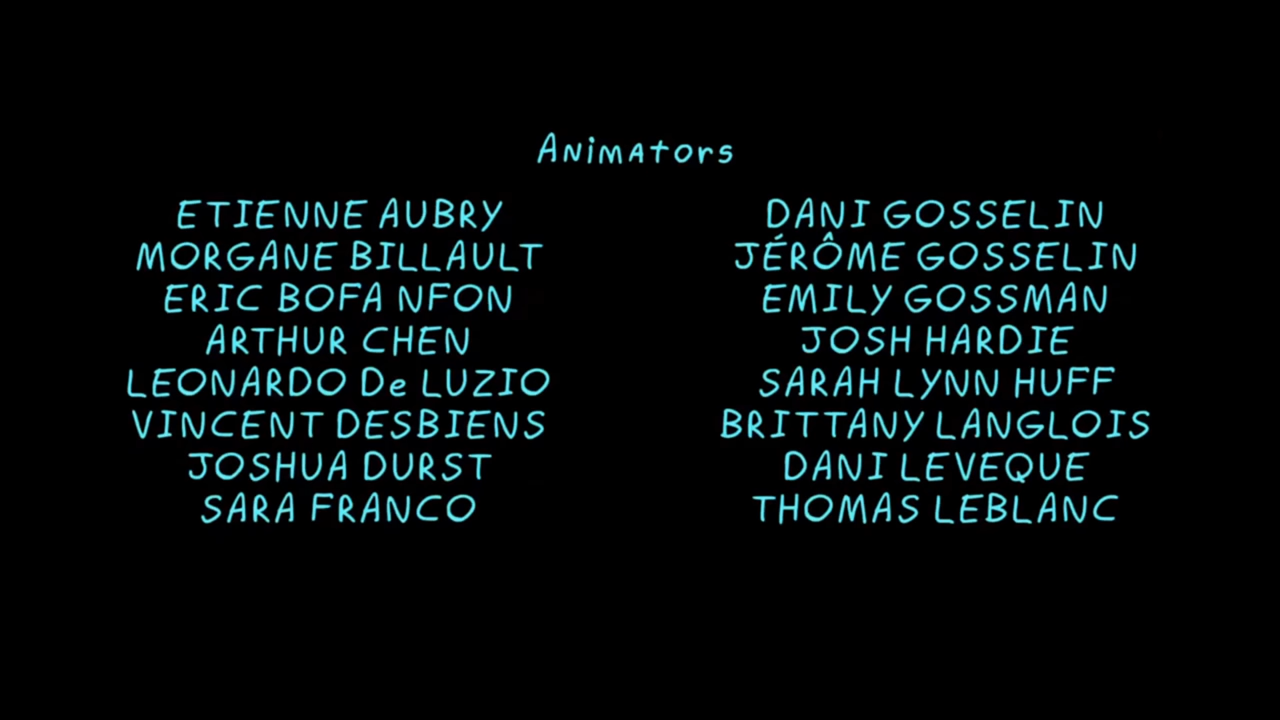 Animators
ETIENNE AUBRY
MORGANE BILLAULT
ERIC BOFA NFON
ARTHUR CHEN
LEONARDO De LUZIO
VINCENT DESBIENS
JOSHUA DURST
SARA FRANCO
DANI GOSSELIN
JÉRÔME GOSSELIN
EMILY GOSSMAN
JOSH HARDIE
SARAH LYNN HUFF
BRITTANY LANGLOIS
DANI LEVEQUE
THOMAS LEBLANC